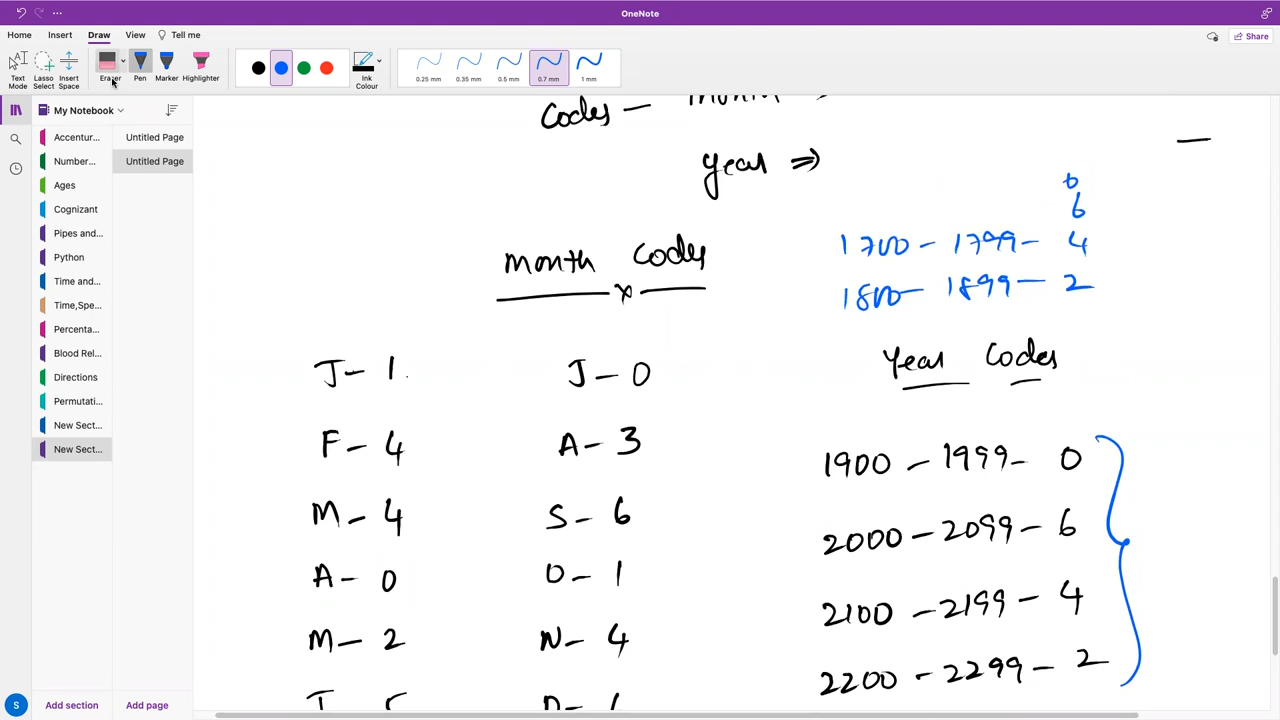 OneNote
Home Insert Draw View Tell me
Share
Text Mode
Lasso Select
Insert Space
Eraser
Pen
Marker
Highlighter
Ink Colour
0.25 mm
0.35 mm
0.5 mm
0.7 mm
1 mm
My Notebook
Accentur...
Number...
Ages
Cognizant
Pipes and...
Python
Time and...
Time,Spe...
Percenta...
Blood Rel...
Directions
Permutati...
New Sect...
New Sect...
Untitled Page
Untitled Page
S
Add section
Add page
Codes - month
year ⇒
0
6
1700 - 1799 - 4
1800 - 1899 - 2
month Codes
x
J - 1
F - 4
M - 4
A - 0
M - 2
J - 0
A - 3
S - 6
O - 1
N - 4
Year Codes
1900 - 1999 - 0
2000 - 2099 - 6
2100 - 2199 - 4
2200 - 2299 - 2